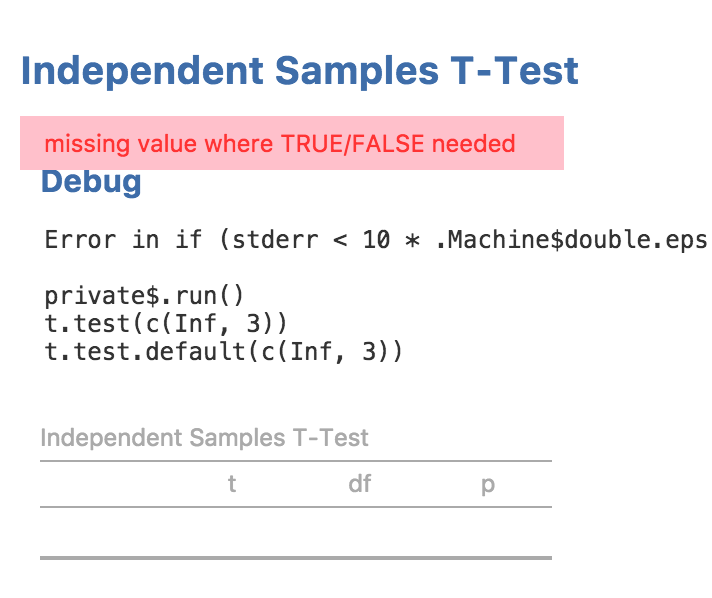 Independent Samples T-Test
missing value where TRUE/FALSE needed
Debug
Error in if (stderr < 10 * .Machine$double.eps
private$.run()
t.test(c(Inf, 3))
t.test.default(c(Inf, 3))
Independent Samples T-Test
t df p